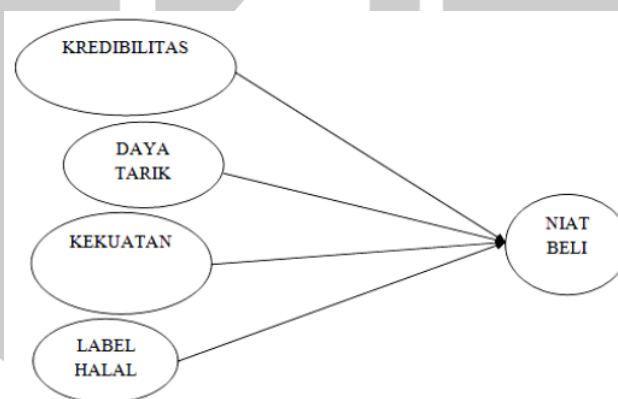 KREDIBILITAS
DAYA
TARIK
KEKUATAN
LABEL
HALAL
NIAT
BELI